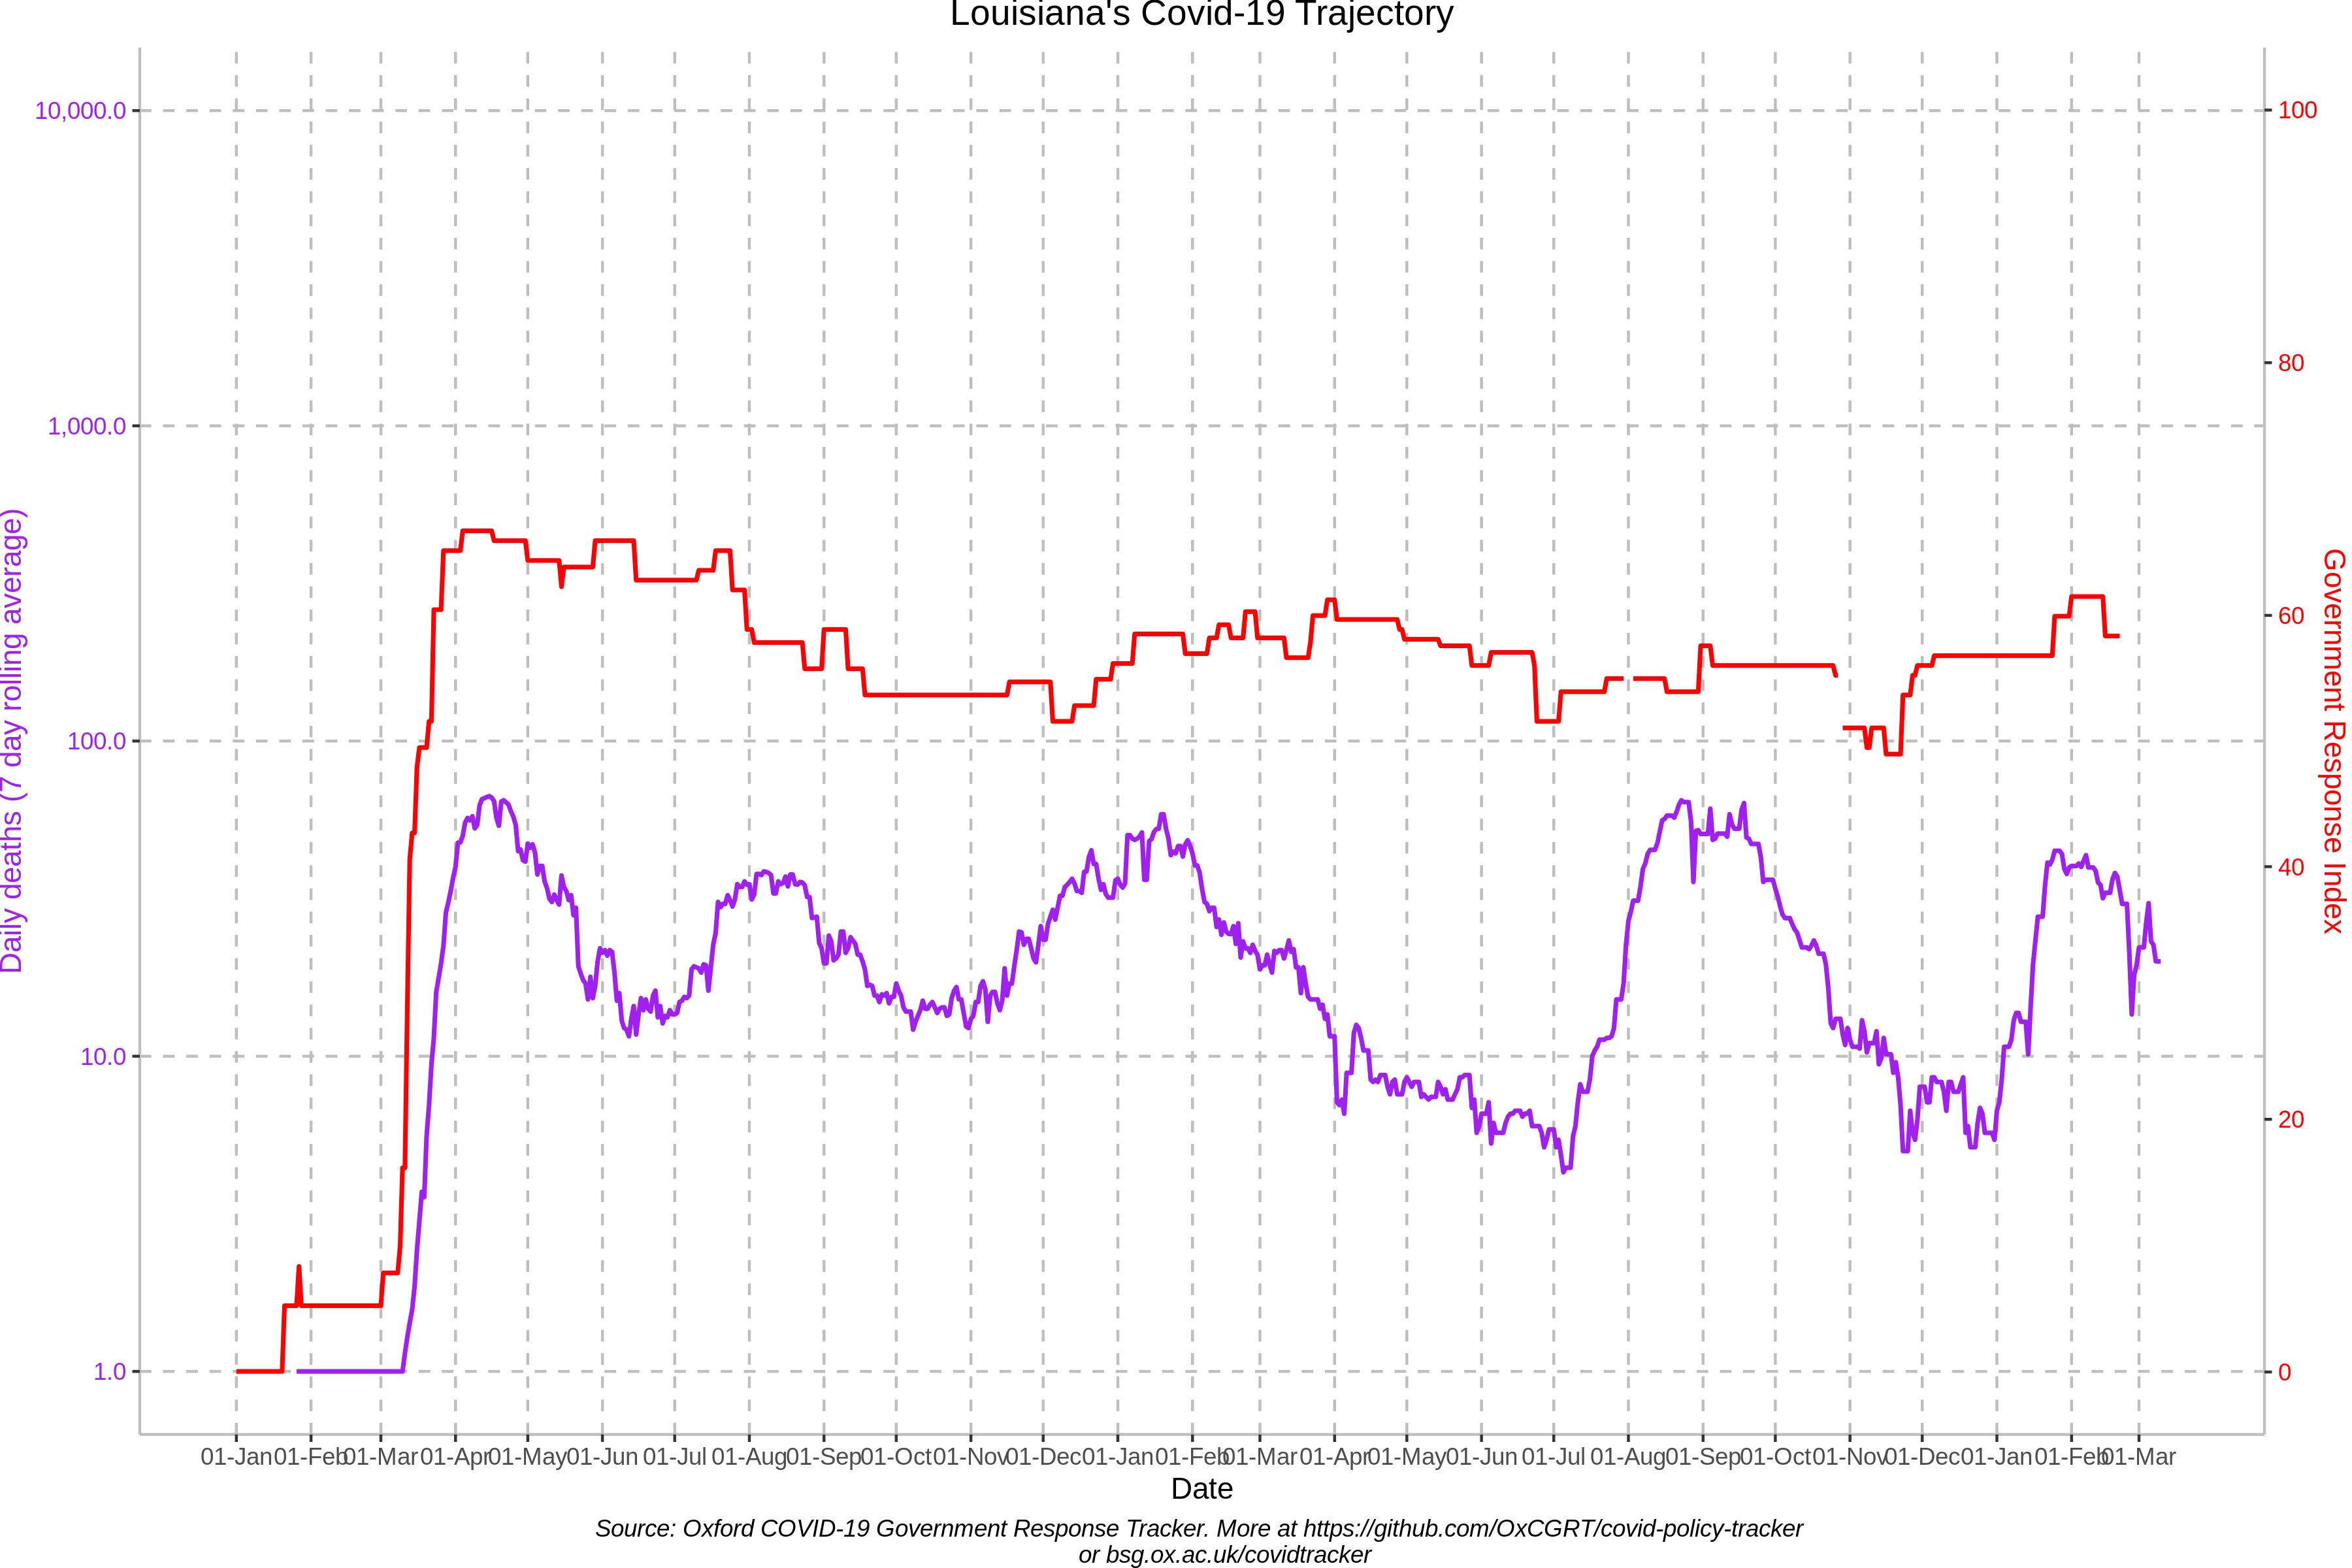 Louisiana's Covid-19 Trajectory
10,000.0
1,000.0
100.0
10.0
1.0
Daily deaths (7 day rolling average)
100
80
60
40
20
0
Government Response Index
01-Jan 01-Feb 01-Mar 01-Apr 01-May 01-Jun 01-Jul 01-Aug 01-Sep 01-Oct 01-Nov 01-Dec 01-Jan 01-Feb 01-Mar 01-Apr 01-May 01-Jun 01-Jul 01-Aug 01-Sep 01-Oct 01-Nov 01-Dec 01-Jan 01-Feb 01-Mar
Date
Source: Oxford COVID-19 Government Response Tracker. More at https://github.com/OxCGRT/covid-policy-tracker
or bsg.ox.ac.uk/covidtracker